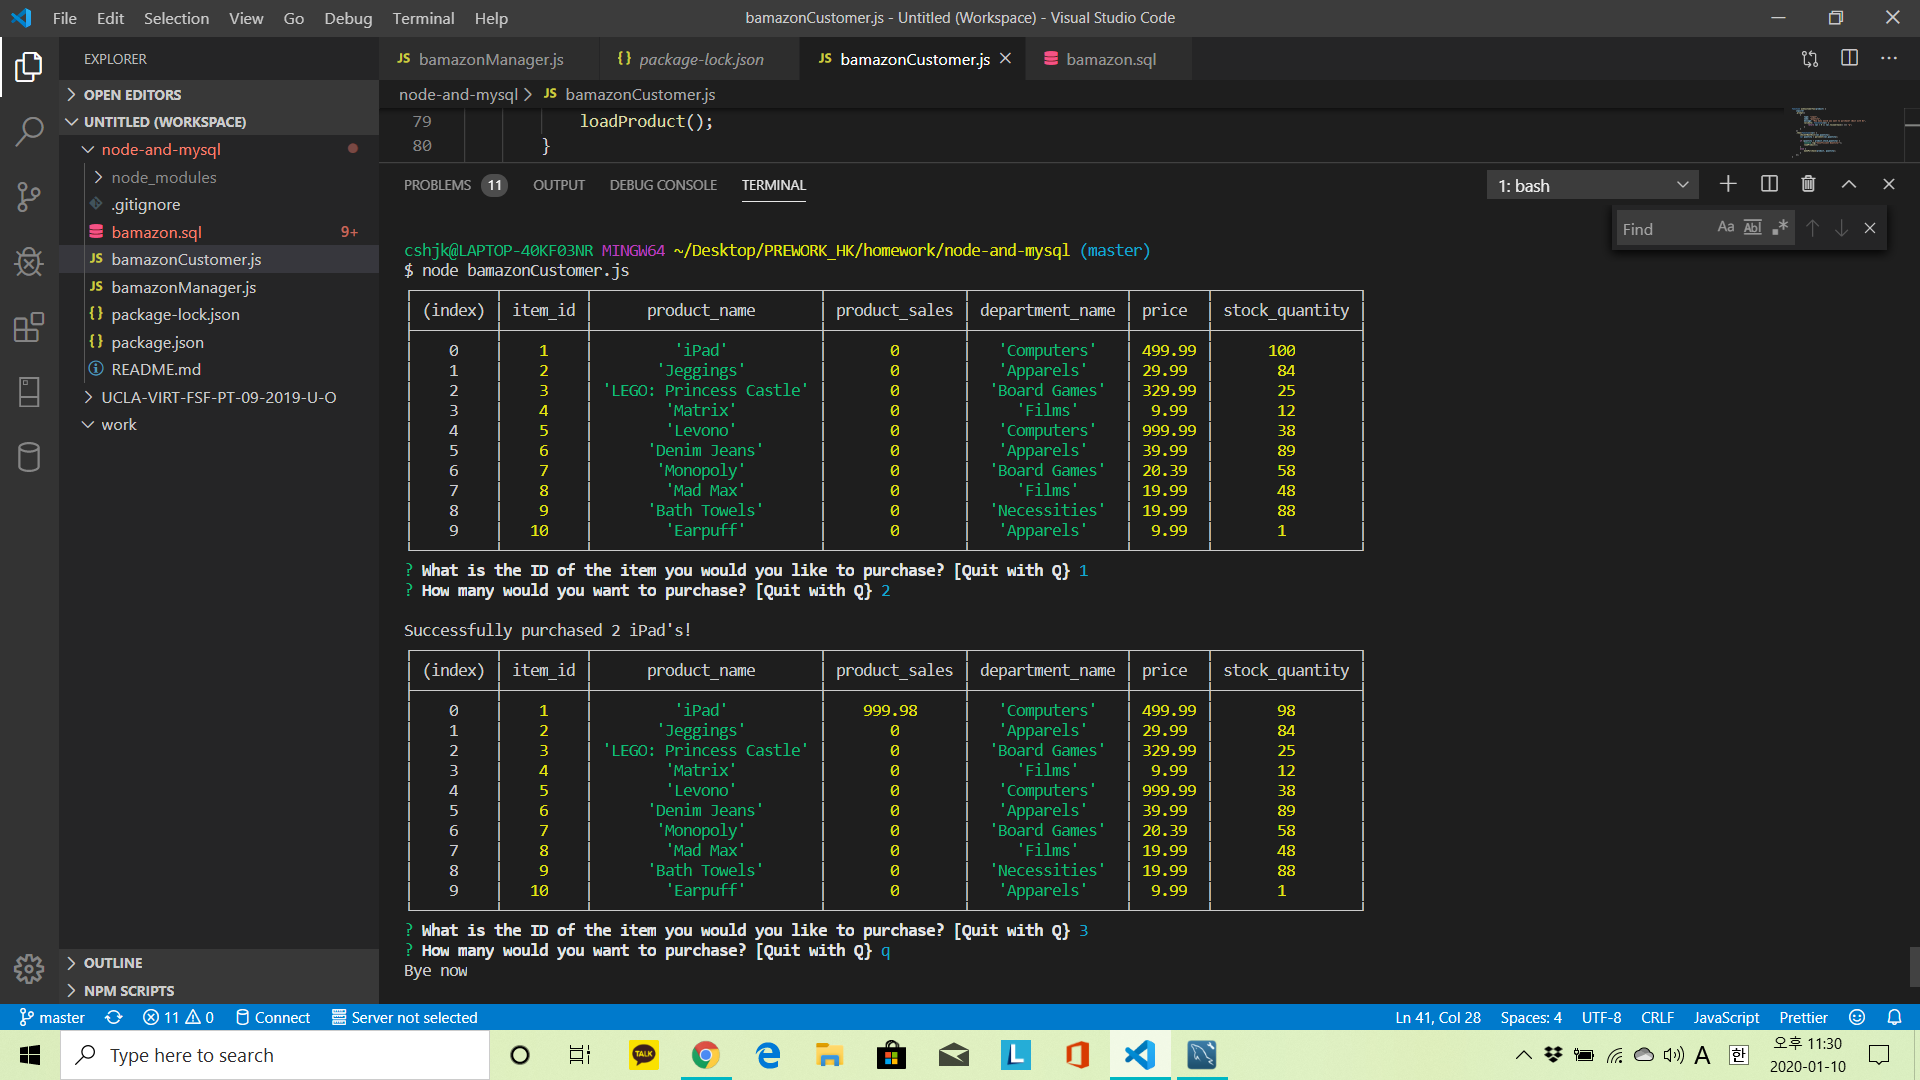 File Edit Selection View Go Debug Terminal Help
bamazonCustomer.js - Untitled (Workspace) - Visual Studio Code
EXPLORER
OPEN EDITORS
UNTITLED (WORKSPACE)
node-and-mysql
node_modules
.gitignore
bamazon.sql 9+
JS bamazonCustomer.js
JS bamazonManager.js
{} package-lock.json
{} package.json
README.md
UCLA-VIRT-FSF-PT-09-2019-U-O
work
OUTLINE
NPM SCRIPTS
JS bamazonManager.js {} package-lock.json JS bamazonCustomer.js bamazon.sql
node-and-mysql > JS bamazonCustomer.js
79 loadProduct();
80 }
PROBLEMS 11 OUTPUT DEBUG CONSOLE TERMINAL 1: bash
Find Aa Abl .*
cshjk@LAPTOP-40KF03NR MINGW64 ~/Desktop/PREWORK_HK/homework/node-and-mysql (master)
$ node bamazonCustomer.js
(index) item_id product_name product_sales department_name price stock_quantity
0 1 'iPad' 0 'Computers' 499.99 100
1 2 'Jeggings' 0 'Apparels' 29.99 84
2 3 'LEGO: Princess Castle' 0 'Board Games' 329.99 25
3 4 'Matrix' 0 'Films' 9.99 12
4 5 'Levono' 0 'Computers' 999.99 38
5 6 'Denim Jeans' 0 'Apparels' 39.99 89
6 7 'Monopoly' 0 'Board Games' 20.39 58
7 8 'Mad Max' 0 'Films' 19.99 48
8 9 'Bath Towels' 0 'Necessities' 19.99 88
9 10 'Earpuff' 0 'Apparels' 9.99 1
? What is the ID of the item you would you like to purchase? [Quit with Q} 1
? How many would you want to purchase? [Quit with Q} 2
Successfully purchased 2 iPad's!
(index) item_id product_name product_sales department_name price stock_quantity
0 1 'iPad' 999.98 'Computers' 499.99 98
1 2 'Jeggings' 0 'Apparels' 29.99 84
2 3 'LEGO: Princess Castle' 0 'Board Games' 329.99 25
3 4 'Matrix' 0 'Films' 9.99 12
4 5 'Levono' 0 'Computers' 999.99 38
5 6 'Denim Jeans' 0 'Apparels' 39.99 89
6 7 'Monopoly' 0 'Board Games' 20.39 58
7 8 'Mad Max' 0 'Films' 19.99 48
8 9 'Bath Towels' 0 'Necessities' 19.99 88
9 10 'Earpuff' 0 'Apparels' 9.99 1
? What is the ID of the item you would you like to purchase? [Quit with Q} 3
? How many would you want to purchase? [Quit with Q} q
Bye now
master 11 0 Connect Server not selected Ln 41, Col 28 Spaces: 4 UTF-8 CRLF JavaScript Prettier
Type here to search TALK L A 한 오후 11:30
2020-01-10